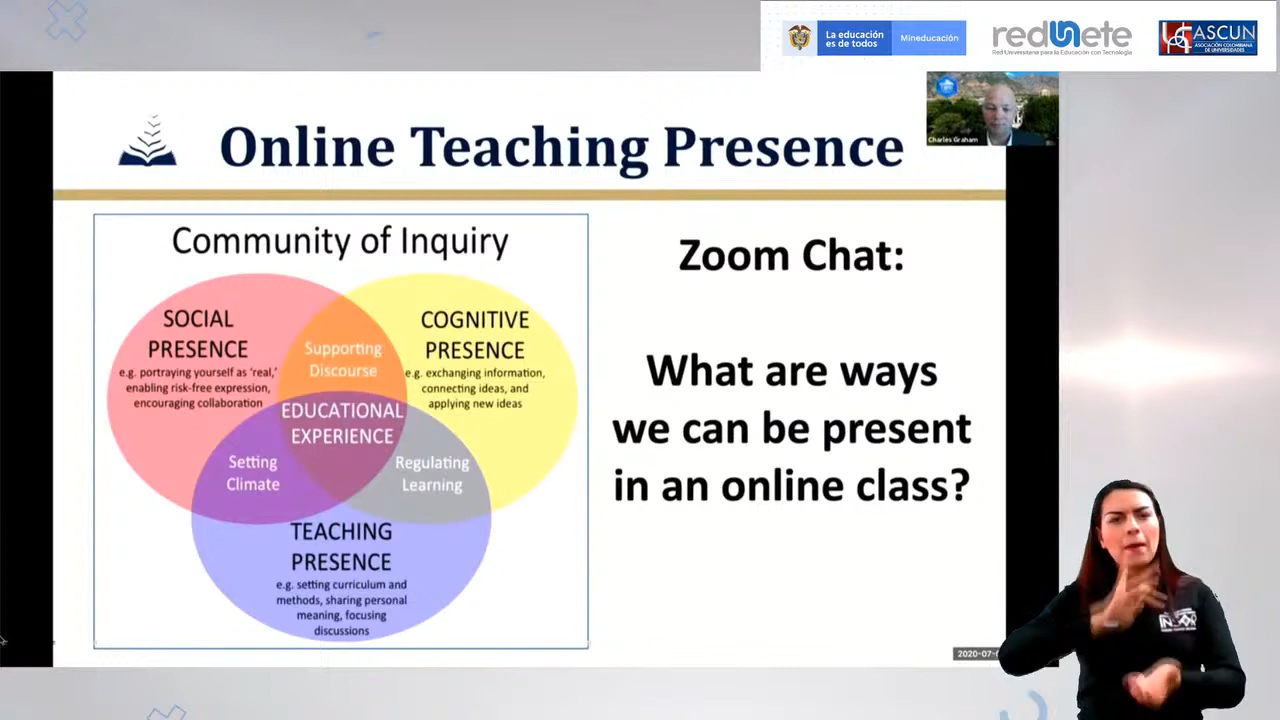 La educación
es de todos
Mineducación
redUnete
Red Universitaria para la Educación con Tecnología
ASCUN
ASOCIACIÓN COLOMBIANA
DE UNIVERSIDADES
Charles Graham
Online Teaching Presence
Community of Inquiry
SOCIAL
PRESENCE
e.g. portraying yourself as 'real,'
enabling risk-free expression,
encouraging collaboration
Supporting
Discourse
COGNITIVE
PRESENCE
e.g. exchanging information,
connecting ideas, and
applying new ideas
EDUCATIONAL
EXPERIENCE
Setting
Climate
Regulating
Learning
TEACHING
PRESENCE
e.g. setting curriculum and
methods, sharing personal
meaning, focusing
discussions
Zoom Chat:
What are ways
we can be present
in an online class?
2020-07-